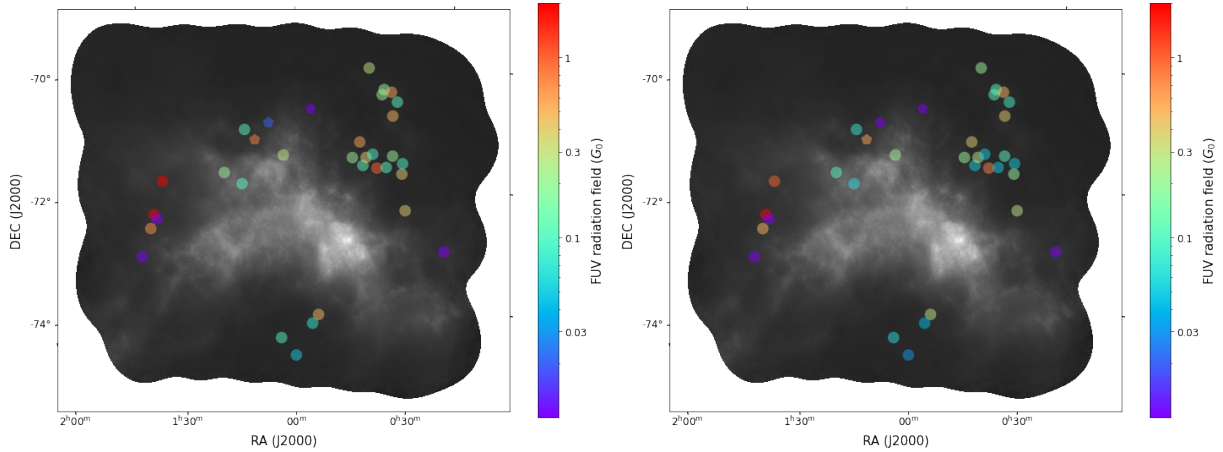 -70°
-72°
-74°
DEC (J2000)
2ʰ00ᵐ
1ʰ30ᵐ
00ᵐ
0ʰ30ᵐ
RA (J2000)
1
0.3
0.1
0.03
FUV radiation field (G₀)
-70°
-72°
-74°
DEC (J2000)
2ʰ00ᵐ
1ʰ30ᵐ
00ᵐ
0ʰ30ᵐ
RA (J2000)
1
0.3
0.1
0.03
FUV radiation field (G₀)